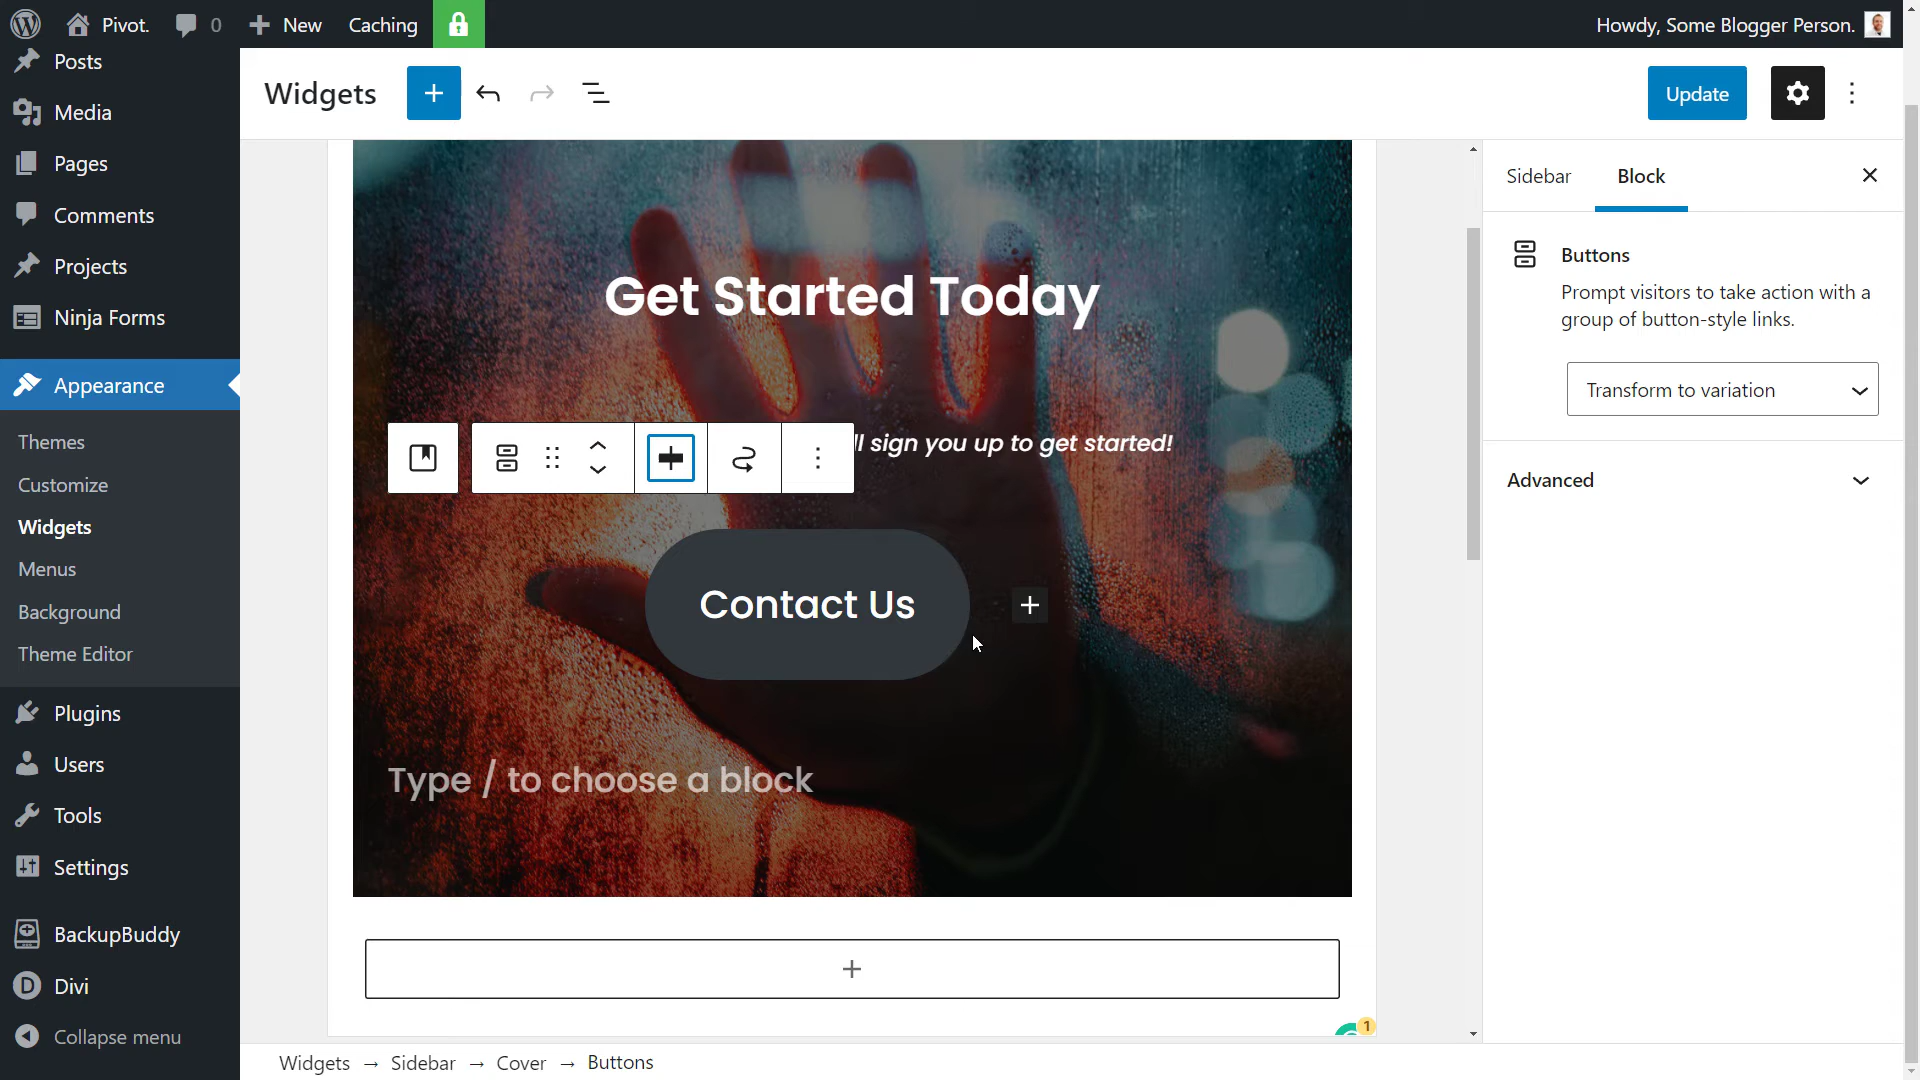 Pivot.
0
New
Caching
Howdy, Some Blogger Person.
Posts
Media
Pages
Comments
Projects
Ninja Forms
Appearance
Themes
Customize
Widgets
Menus
Background
Theme Editor
Plugins
Users
Tools
Settings
BackupBuddy
D Divi
Collapse menu
Widgets
Update
Get Started Today
ll sign you up to get started!
Contact Us
Type / to choose a block
1
Sidebar
Block
Buttons
Prompt visitors to take action with a
group of button-style links.
Transform to variation
Advanced
Widgets → Sidebar → Cover → Buttons